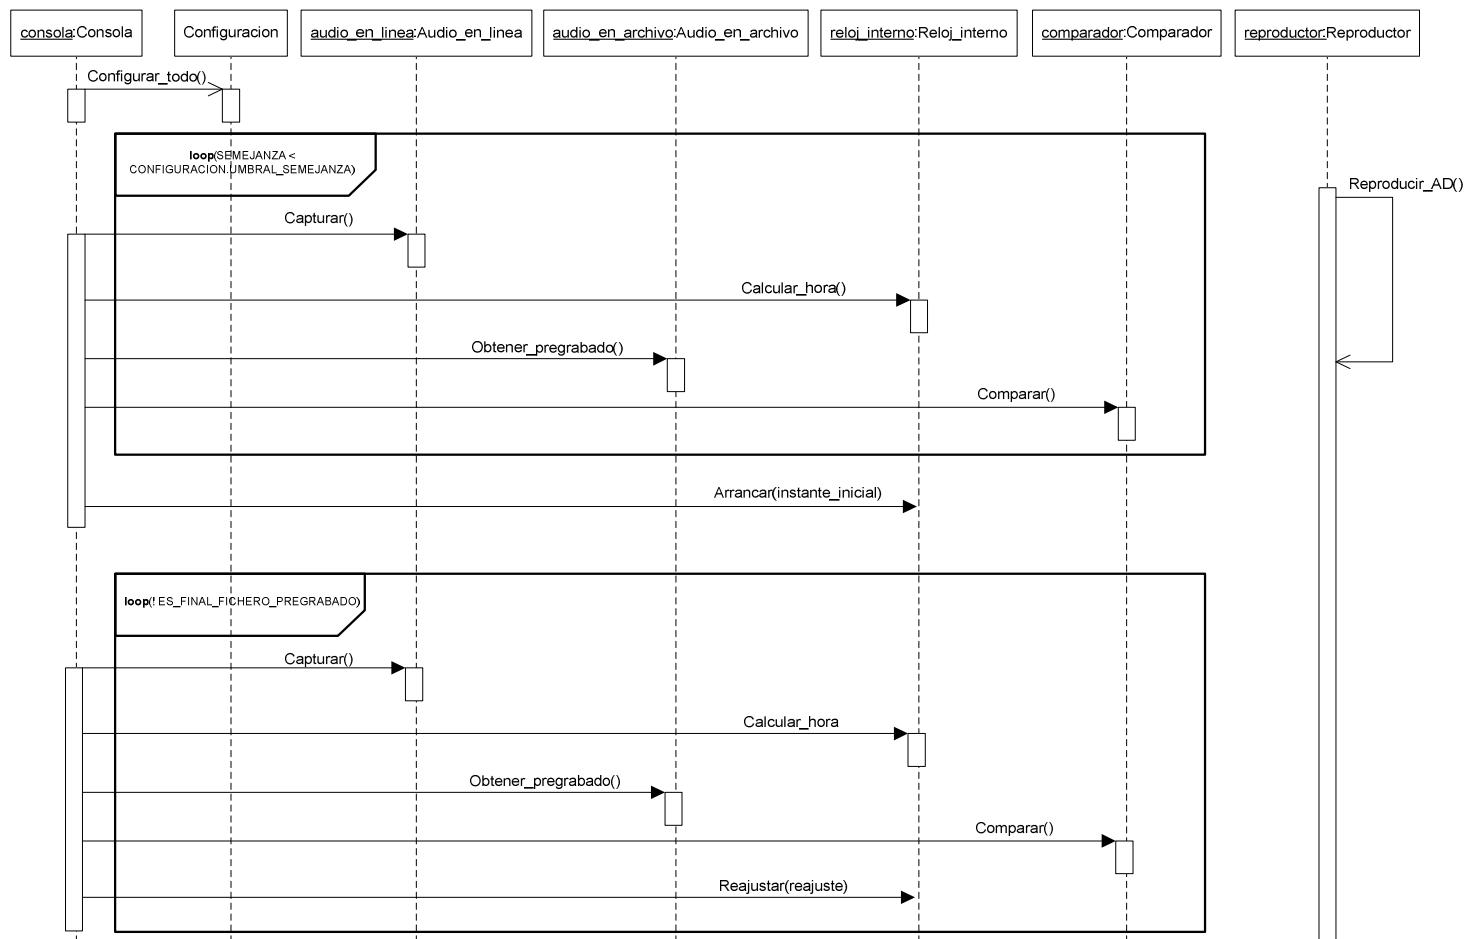 consola:Consola
Configuracion
audio_en_linea:Audio_en_linea
audio_en_archivo:Audio_en_archivo
reloj_interno:Reloj_interno
comparador:Comparador
reproductor:Reproductor
Configurar_todo()
loop(SEMEJANZA <
CONFIGURACION.UMBRAL_SEMEJANZA)
Reproducir_AD()
Capturar()
Calcular_hora()
Obtener_pregrabado()
Comparar()
Arrancar(instante_inicial)
loop(! ES_FINAL_FICHERO_PREGRABADO)
Capturar()
Calcular_hora
Obtener_pregrabado()
Comparar()
Reajustar(reajuste)